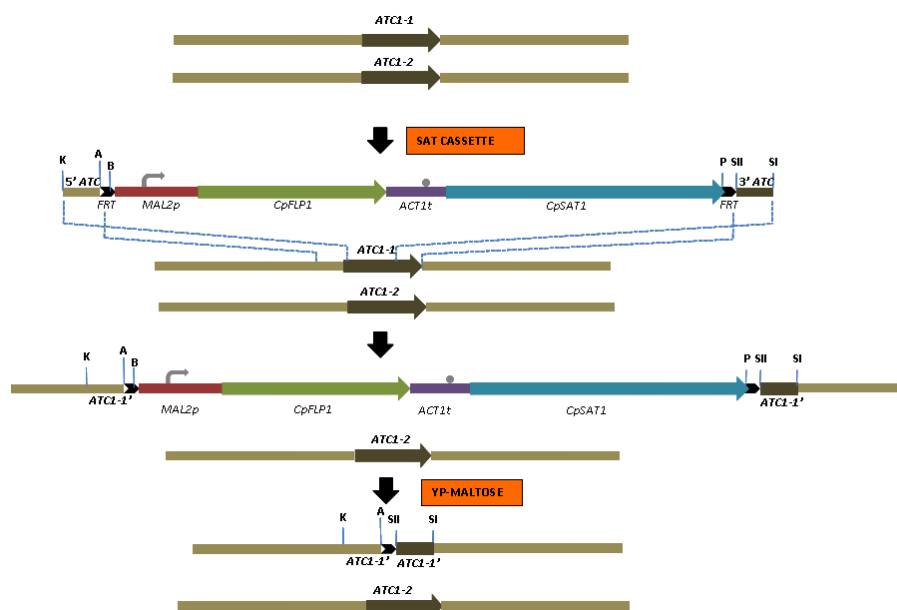 ATC1-1
ATC1-2
SAT CASSETTE
K A B P SII SI
5' ATC 3' ATC
FRT MAL2p CpFLP1 ACT1t CpSAT1 FRT
ATC1-1
ATC1-2
K A B P SII SI
ATC1-1' MAL2p CpFLP1 ACT1t CpSAT1 ATC1-1'
ATC1-2
YP-MALTOSE
K A SII SI
ATC1-1' ATC1-1'
ATC1-2